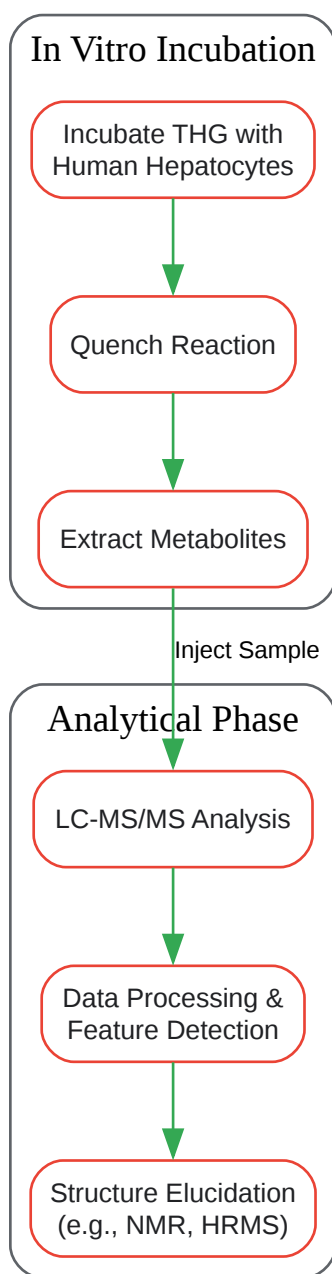 In Vitro Incubation
Incubate THG with
Human Hepatocytes
Quench Reaction
Extract Metabolites
Inject Sample
Analytical Phase
LC-MS/MS Analysis
Data Processing &
Feature Detection
Structure Elucidation
(e.g., NMR, HRMS)